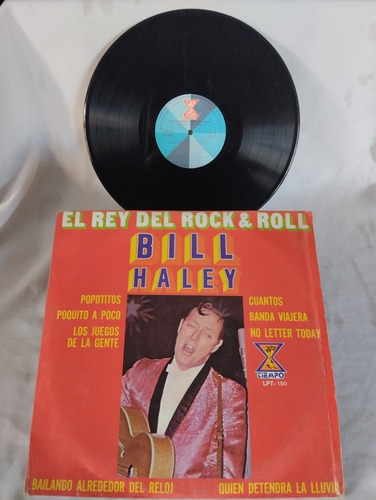 EL REY DEL ROCK & ROLL
BILL
HALEY
POPOTITOS
POQUITO A POCO
LOS JUEGOS
DE LA GENTE
CUANTOS
BANDA VIAJERA
NO LETTER TODAY
TIEMPO
LPT-160
BAILANDO ALREDEDOR DEL RELOJ
QUIEN DETENDRA LA LLUVIA